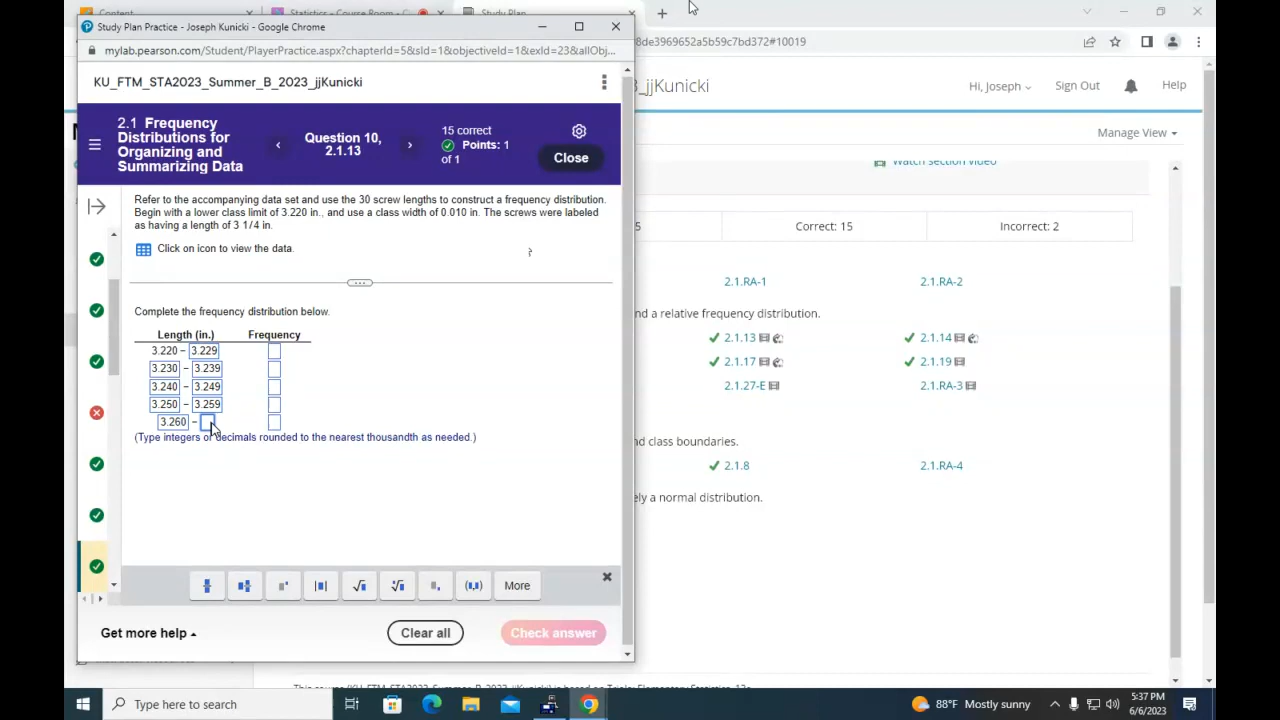 Content
Statistics - Course Room - C
Study Plan
Study Plan Practice - Joseph Kunicki - Google Chrome
mylab.pearson.com/Student/PlayerPractice.aspx?chapterId=5&sId=1&objectiveId=1&exId=23&allObj...
8de3969652a5b59c7bd372#10019
KU_FTM_STA2023_Summer_B_2023_jjKunicki
B_jjKunicki
Hi, Joseph
Sign Out
Help
2.1 Frequency
Distributions for
Organizing and
Summarizing Data
Question 10,
2.1.13
15 correct
Points: 1
of 1
Close
Manage View
Watch section video
Refer to the accompanying data set and use the 30 screw lengths to construct a frequency distribution.
Begin with a lower class limit of 3.220 in., and use a class width of 0.010 in. The screws were labeled
as having a length of 3 1/4 in.
Click on icon to view the data.
5
Correct: 15
Incorrect: 2
2.1.RA-1
2.1.RA-2
nd a relative frequency distribution.
2.1.13
2.1.14
2.1.17
2.1.19
2.1.27-E
2.1.RA-3
nd class boundaries.
2.1.8
2.1.RA-4
ely a normal distribution.
Complete the frequency distribution below.
Length (in.) Frequency
3.220 – 3.229
3.230 – 3.239
3.240 – 3.249
3.250 – 3.259
3.260 –
(Type integers or decimals rounded to the nearest thousandth as needed.)
More
Get more help
Clear all
Check answer
Type here to search
88°F Mostly sunny
5:37 PM
6/6/2023